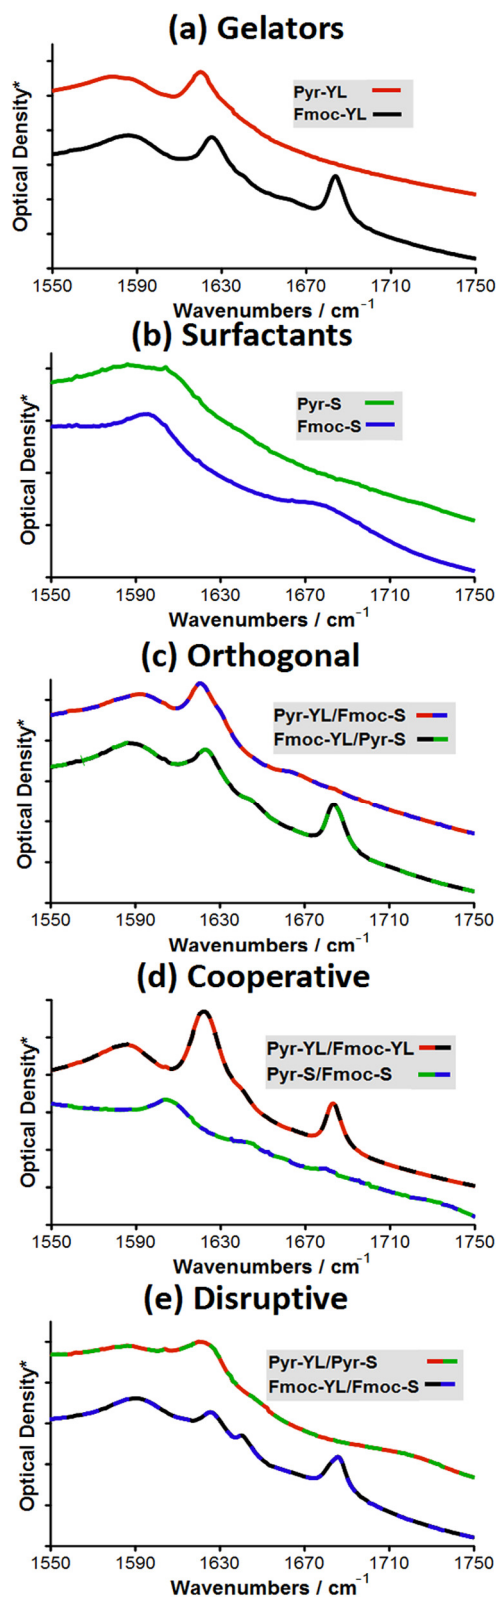 (a) Gelators
Optical Density*
Pyr-YL
Fmoc-YL
1550 1590 1630 1670 1710 1750
Wavenumbers / cm⁻¹
(b) Surfactants
Optical Density*
Pyr-S
Fmoc-S
1550 1590 1630 1670 1710 1750
Wavenumbers / cm⁻¹
(c) Orthogonal
Optical Density*
Pyr-YL/Fmoc-S
Fmoc-YL/Pyr-S
1550 1590 1630 1670 1710 1750
Wavenumbers / cm⁻¹
(d) Cooperative
Optical Density*
Pyr-YL/Fmoc-YL
Pyr-S/Fmoc-S
1550 1590 1630 1670 1710 1750
Wavenumbers / cm⁻¹
(e) Disruptive
Optical Density*
Pyr-YL/Pyr-S
Fmoc-YL/Fmoc-S
1550 1590 1630 1670 1710 1750
Wavenumbers / cm⁻¹